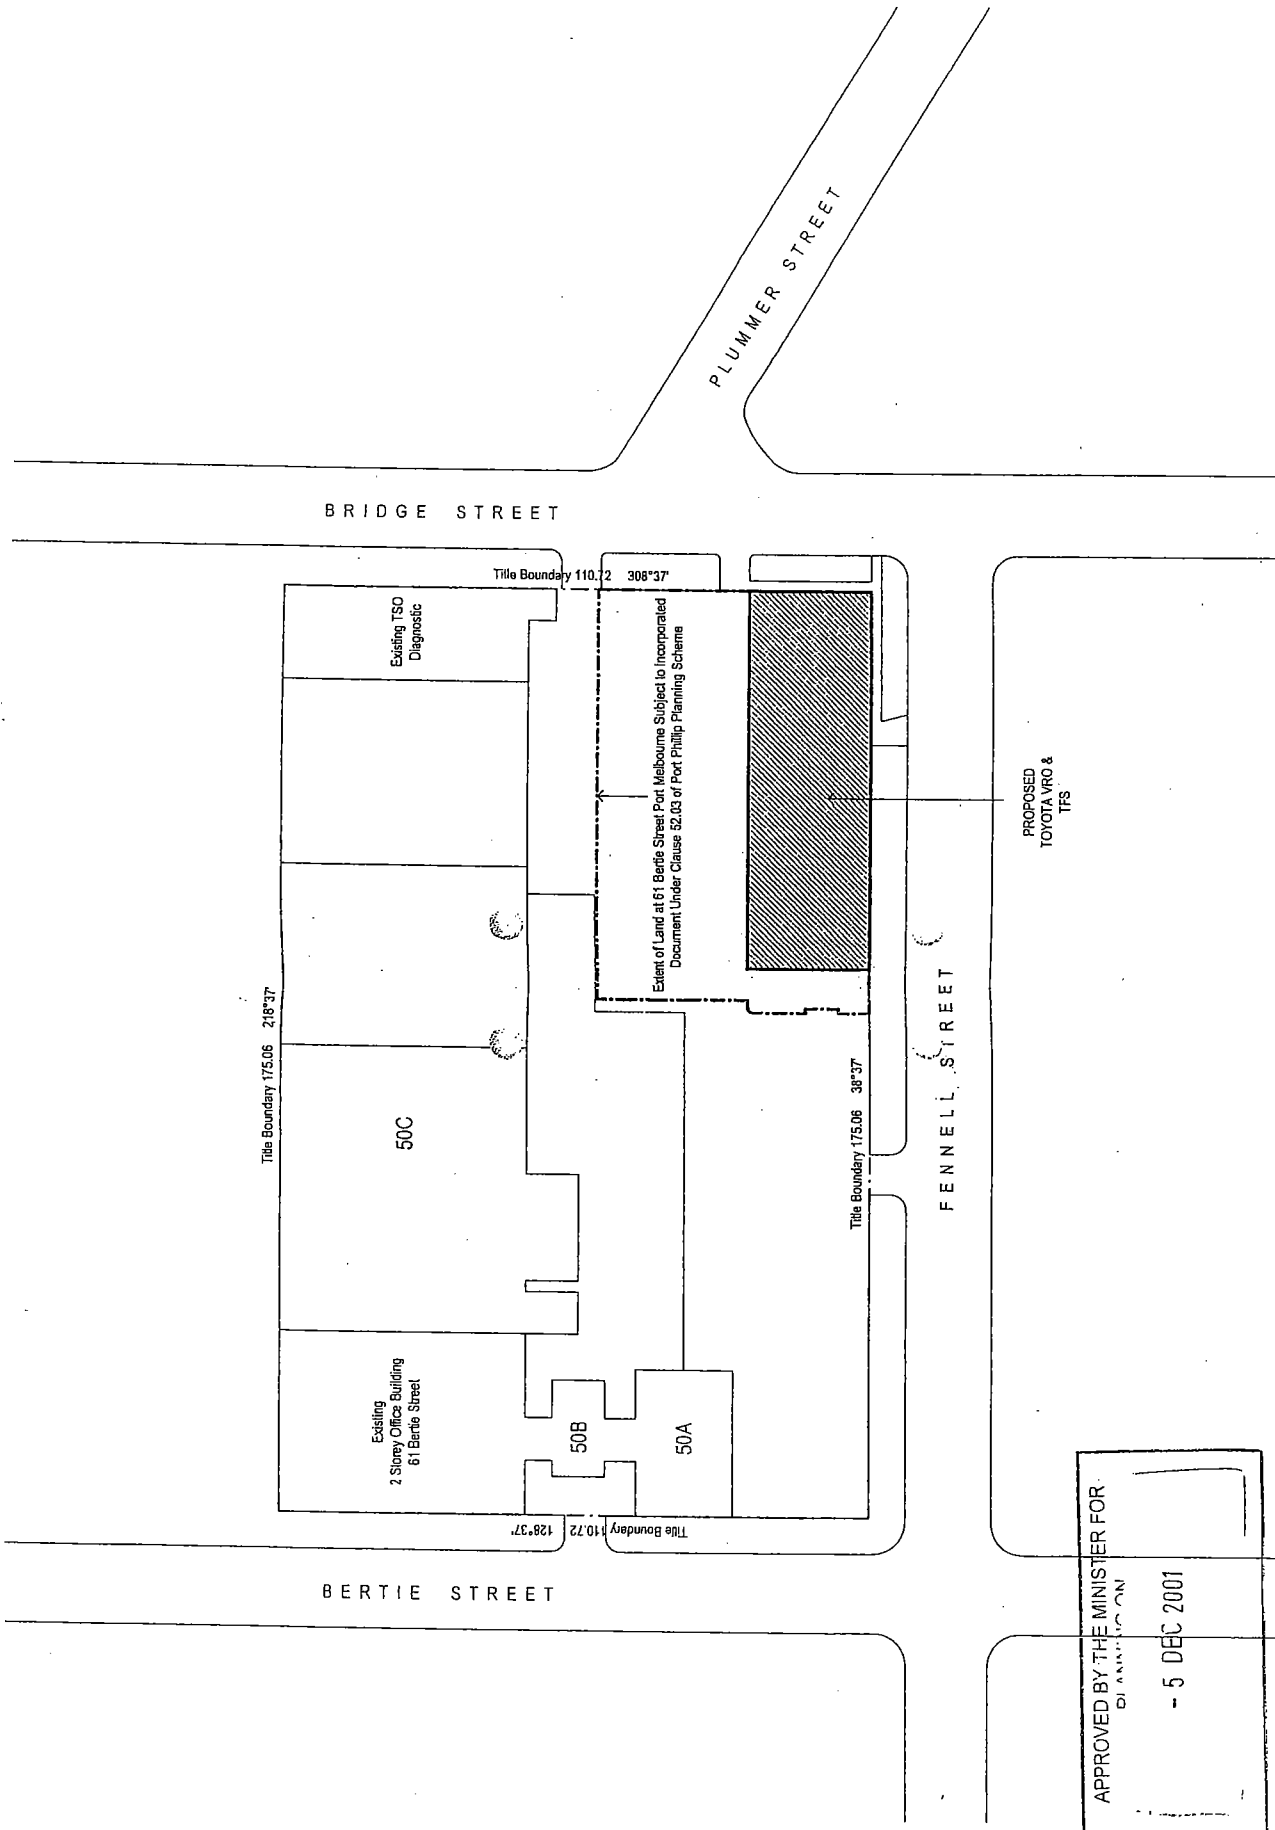 PLUMMER STREET
BRIDGE STREET
Title Boundary 110.72 308°37'
Existing TSO
Diagnostic
Extent of Land at 61 Bertie Street Port Melbourne Subject to Incorporated
Document Under Clause 52.03 of Port Phillip Planning Scheme
PROPOSED
TOYOTA VRO &
TFS
Title Boundary 175.06 218°37'
50C
Title Boundary 175.06 38°37'
FENNELL STREET
Existing
2 Storey Office Building
61 Bertie Street
50B
50A
Title Boundary 110.72 128°37'
BERTIE STREET
APPROVED BY THE MINISTER FOR
- 5 DEC 2001